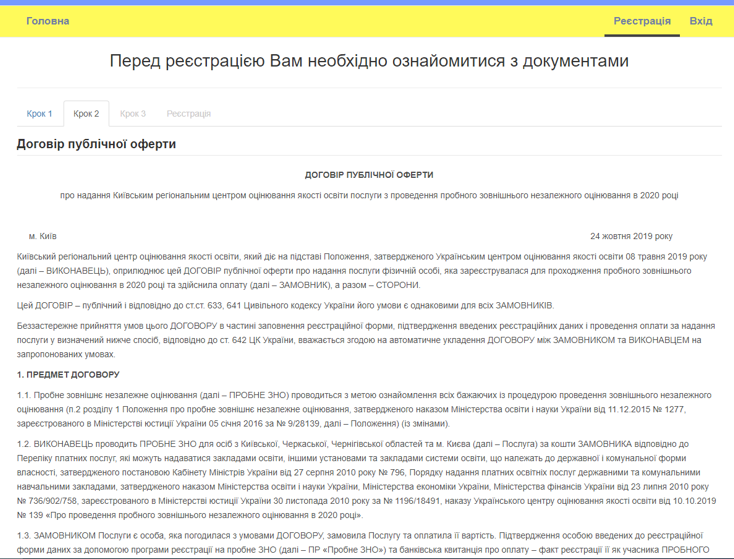 Головна Реєстрація Вхід
Перед реєстрацією Вам необхідно ознайомитися з документами
Крок 1 Крок 2 Крок 3 Реєстрація
Договір публічної оферти
ДОГОВІР ПУБЛІЧНОЇ ОФЕРТИ
про надання Київським регіональним центром оцінювання якості освіти послуги з проведення пробного зовнішнього незалежного оцінювання в 2020 році
м. Київ 24 жовтня 2019 року
Київський регіональний центр оцінювання якості освіти, який діє на підставі Положення, затвердженого Українським центром оцінювання якості освіти 08 травня 2019 року
(далі – ВИКОНАВЕЦЬ), оприлюднює цей ДОГОВІР публічної оферти про надання послуги фізичній особі, яка зареєструвалася для проходження пробного зовнішнього
незалежного оцінювання в 2020 році та здійснила оплату (далі – ЗАМОВНИК), а разом – СТОРОНИ.
Цей ДОГОВІР – публічний і відповідно до ст.ст. 633, 641 Цивільного кодексу України його умови є однаковими для всіх ЗАМОВНИКІВ.
Беззастережне прийняття умов цього ДОГОВОРУ в частині заповнення реєстраційної форми, підтвердження введених реєстраційних даних і проведення оплати за надання
послуги у визначений нижче спосіб, відповідно до ст. 642 ЦК України, вважається згодою на автоматичне укладення ДОГОВОРУ між ЗАМОВНИКОМ та ВИКОНАВЦЕМ на
запропонованих умовах.
1. ПРЕДМЕТ ДОГОВОРУ
1.1. Пробне зовнішнє незалежне оцінювання (далі – ПРОБНЕ ЗНО) проводиться з метою ознайомлення всіх бажаючих із процедурою проведення зовнішнього незалежного
оцінювання (п.2 розділу 1 Положення про пробне зовнішнє незалежне оцінювання, затвердженого наказом Міністерства освіти і науки України від 11.12.2015 № 1277,
зареєстрованого в Міністерстві юстиції України 05 січня 2016 за № 9/28139, далі – Положення) (із змінами).
1.2. ВИКОНАВЕЦЬ проводить ПРОБНЕ ЗНО для осіб з Київської, Черкаської, Чернігівської областей та м. Києва (далі – Послуга) за кошти ЗАМОВНИКА відповідно до
Переліку платних послуг, які можуть надаватися закладами освіти, іншими установами та закладами системи освіти, що належать до державної і комунальної форми
власності, затвердженого постановою Кабінету Міністрів України від 27 серпня 2010 року № 796, Порядку надання платних освітніх послуг державними та комунальними
навчальними закладами, затвердженого наказом Міністерства освіти і науки України, Міністерства економіки України, Міністерства фінансів України від 23 липня 2010 року
№ 736/902/758, зареєстрованого в Міністерстві юстиції України 30 листопада 2010 року за № 1196/18491, наказу Українського центру оцінювання якості освіти від 10.10.2019
№ 139 «Про проведення пробного зовнішнього незалежного оцінювання в 2020 році».
1.3. ЗАМОВНИКОМ Послуги є особа, яка погодилася з умовами ДОГОВОРУ, замовила Послугу та оплатила її вартість. Підтвердження особою введених до реєстраційної
форми даних за допомогою програми реєстрації на пробне ЗНО (далі – ПР «Пробне ЗНО») та банківська квитанція про оплату – факт реєстрації її як учасника ПРОБНОГО